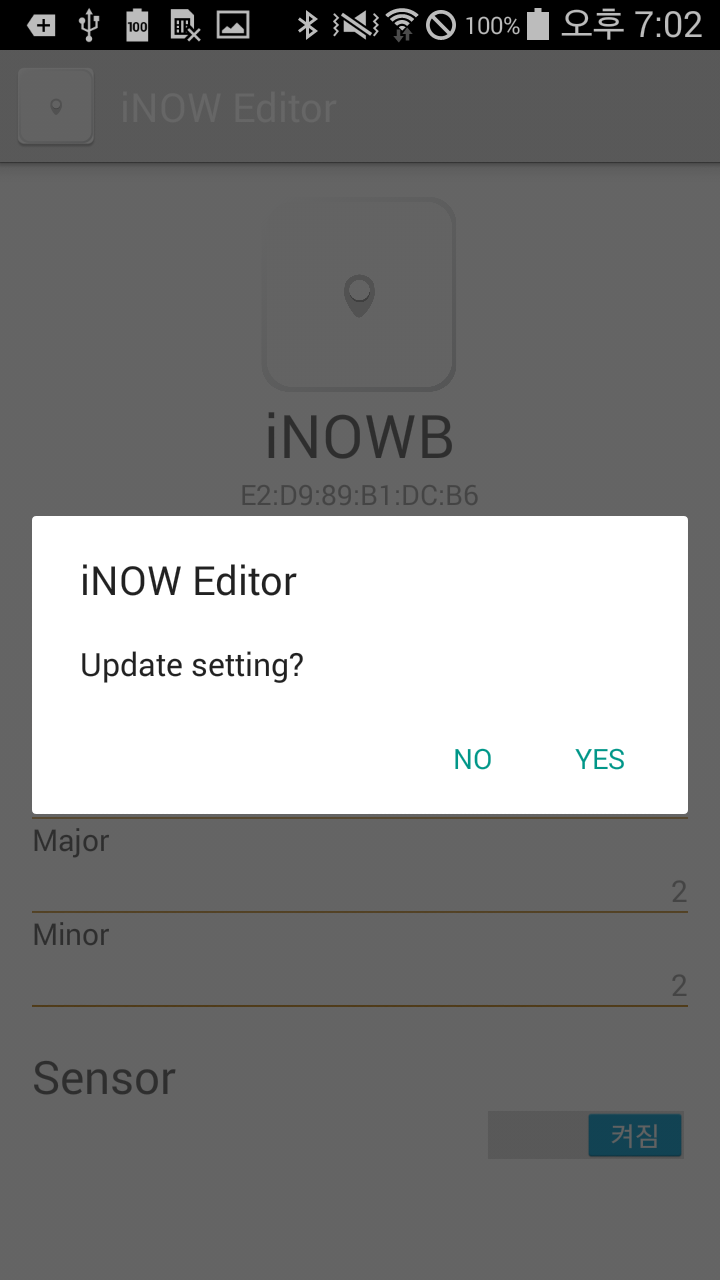 100 100% 오후 7:02
iNOW Editor
iNOWB
E2:D9:89:B1:DC:B6
iNOW Editor
Update setting?
NO YES
Major
2
Minor
2
Sensor
켜짐